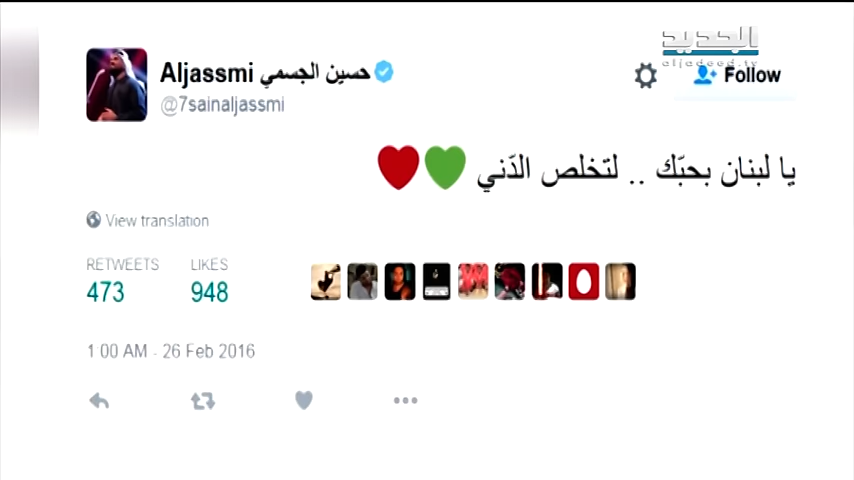 الجديد
aljadeed.tv
Aljassmi حسين الجسمي
Follow
@7sainaljassmi
يا لبنان بحبّك .. لتخلص الدّني
View translation
RETWEETS LIKES
473 948
1:00 AM - 26 Feb 2016